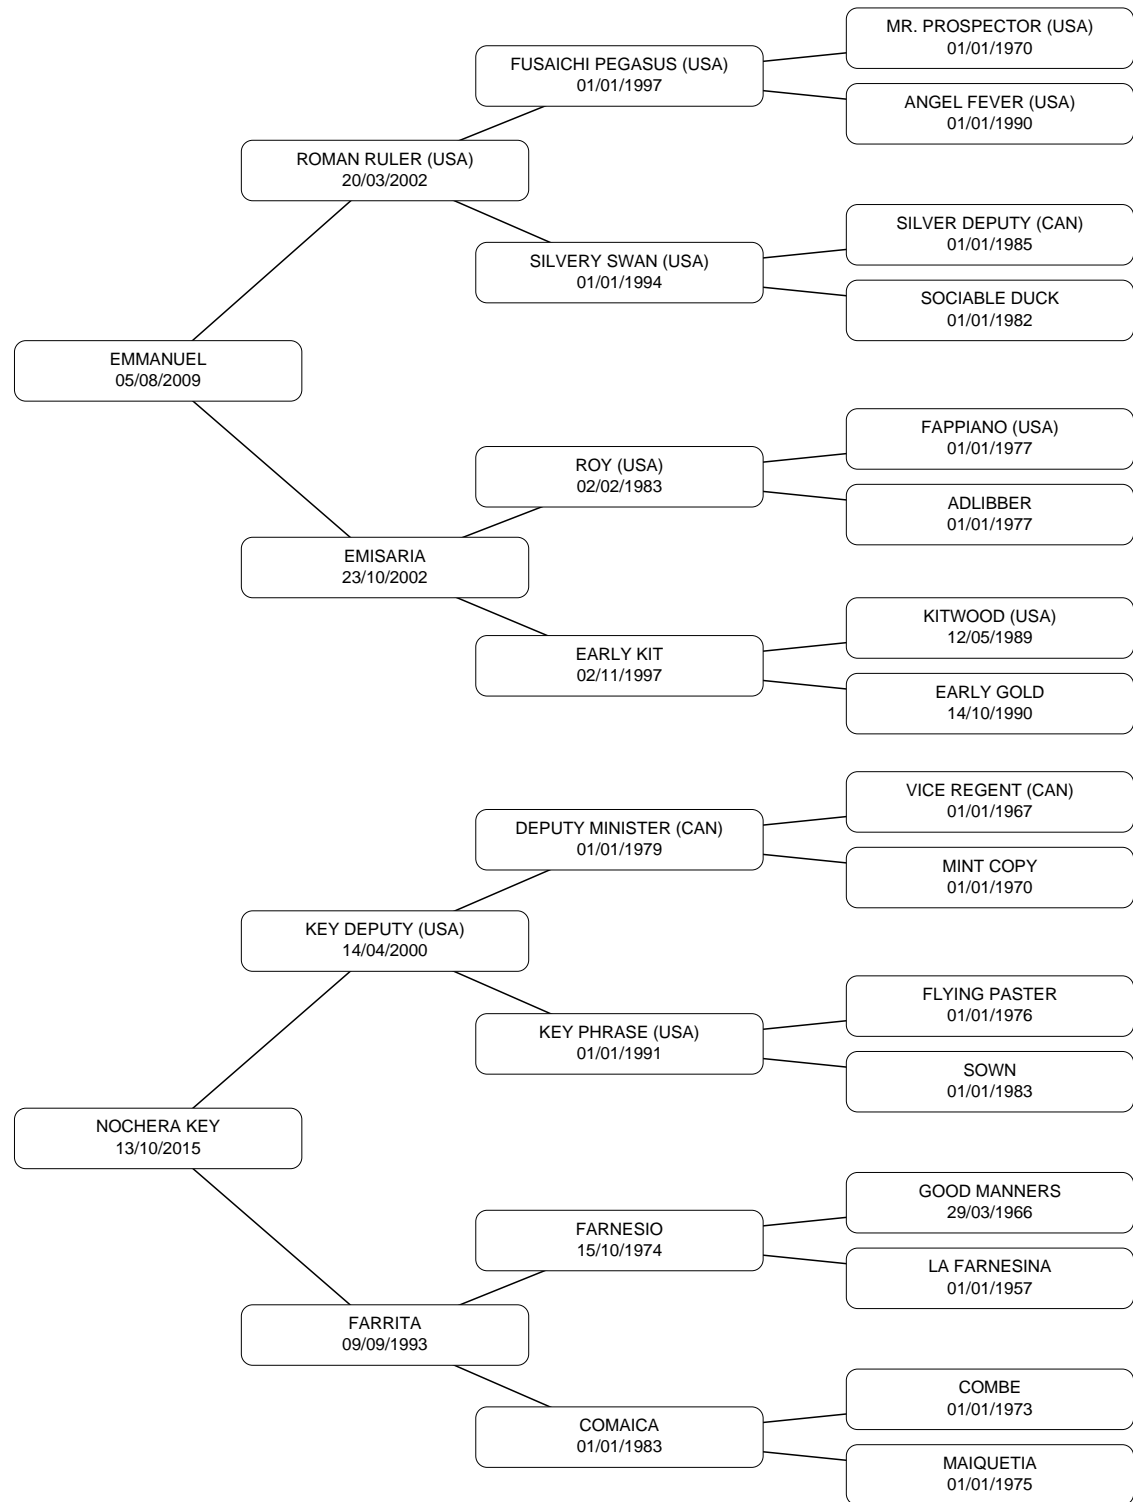 MR. PROSPECTOR (USA)
01/01/1970
FUSAICHI PEGASUS (USA)
01/01/1997
ANGEL FEVER (USA)
01/01/1990
ROMAN RULER (USA)
20/03/2002
SILVER DEPUTY (CAN)
01/01/1985
SILVERY SWAN (USA)
01/01/1994
SOCIABLE DUCK
01/01/1982
EMMANUEL
05/08/2009
FAPPIANO (USA)
01/01/1977
ROY (USA)
02/02/1983
ADLIBBER
01/01/1977
EMISARIA
23/10/2002
KITWOOD (USA)
12/05/1989
EARLY KIT
02/11/1997
EARLY GOLD
14/10/1990
VICE REGENT (CAN)
01/01/1967
DEPUTY MINISTER (CAN)
01/01/1979
MINT COPY
01/01/1970
KEY DEPUTY (USA)
14/04/2000
FLYING PASTER
01/01/1976
KEY PHRASE (USA)
01/01/1991
SOWN
01/01/1983
NOCHERA KEY
13/10/2015
GOOD MANNERS
29/03/1966
FARNESIO
15/10/1974
LA FARNESINA
01/01/1957
FARRITA
09/09/1993
COMBE
01/01/1973
COMAICA
01/01/1983
MAIQUETIA
01/01/1975